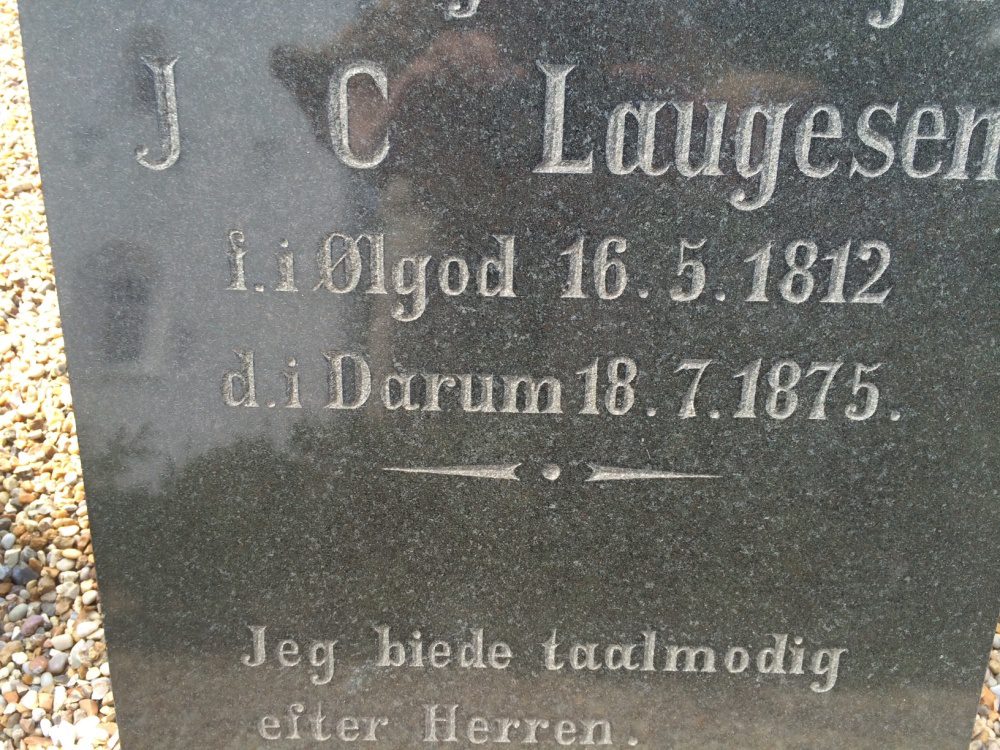 J C Laugesen
f. i Ølgod 16. 5. 1812
d. i Darum 18. 7. 1875.
Jeg biede taalmodig
efter Herren.